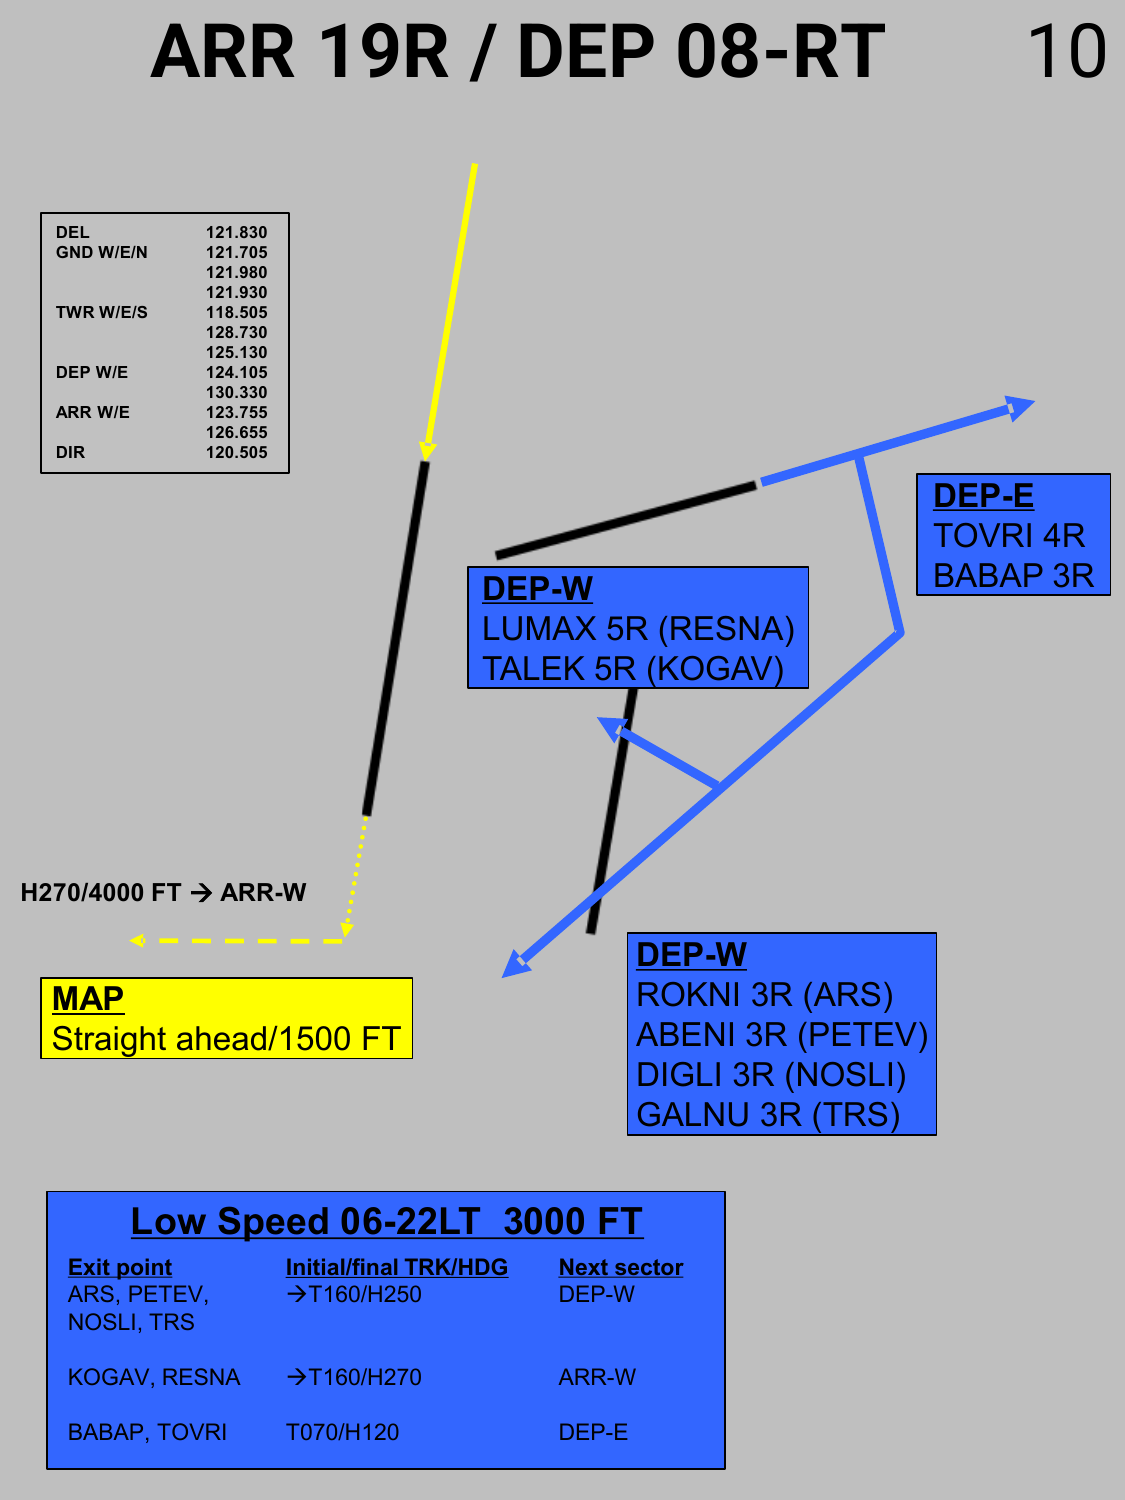 ARR 19R / DEP 08-RT 10
DEL 121.830
GND W/E/N 121.705
121.980
121.930
TWR W/E/S 118.505
128.730
125.130
DEP W/E 124.105
130.330
ARR W/E 123.755
126.655
DIR 120.505
DEP-E
TOVRI 4R
BABAP 3R
DEP-W
LUMAX 5R (RESNA)
TALEK 5R (KOGAV)
H270/4000 FT → ARR-W
MAP
Straight ahead/1500 FT
DEP-W
ROKNI 3R (ARS)
ABENI 3R (PETEV)
DIGLI 3R (NOSLI)
GALNU 3R (TRS)
Low Speed 06-22LT 3000 FT
Exit point Initial/final TRK/HDG Next sector
ARS, PETEV, →T160/H250 DEP-W
NOSLI, TRS
KOGAV, RESNA →T160/H270 ARR-W
BABAP, TOVRI T070/H120 DEP-E